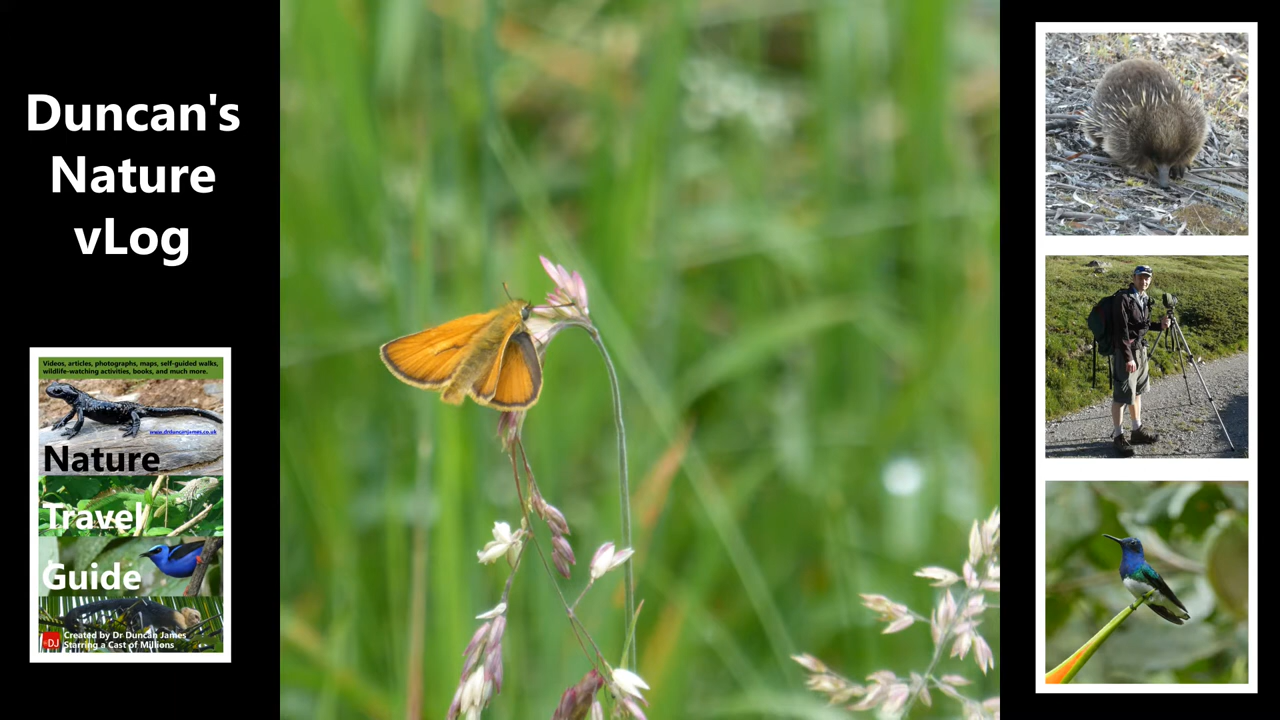 Duncan's
Nature
vLog
Videos, articles, photographs, maps, self-guided walks,
wildlife-watching activities, books, and much more.
www.drduncanjames.co.uk
Nature
Travel
Guide
DJ
Created by Dr Duncan James
Starring a Cast of Millions